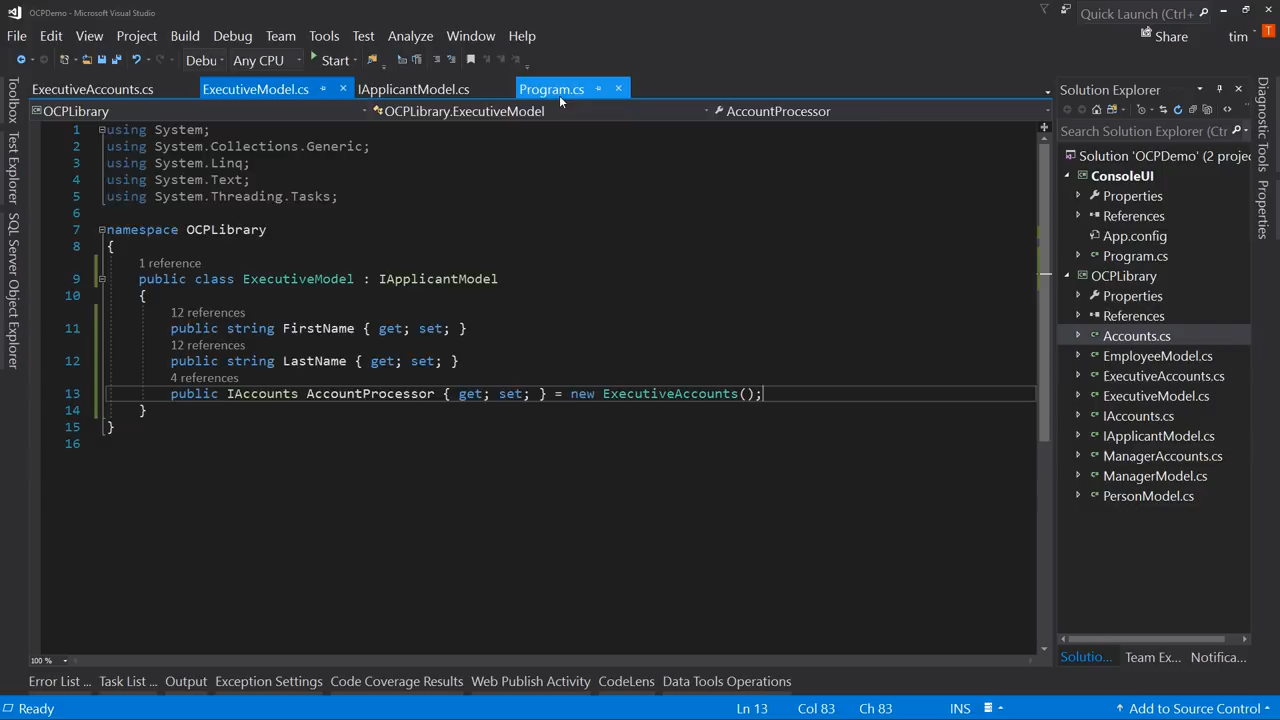 OCPDemo - Microsoft Visual Studio
Quick Launch (Ctrl+
File Edit View Project Build Debug Team Tools Test Analyze Window Help
Share tim T
Debu Any CPU Start
ExecutiveAccounts.cs ExecutiveModel.cs IApplicantModel.cs Program.cs
OCPLibrary OCPLibrary.ExecutiveModel AccountProcessor
1 using System;
2 using System.Collections.Generic;
3 using System.Linq;
4 using System.Text;
5 using System.Threading.Tasks;
6
7 namespace OCPLibrary
8 {
1 reference
9 public class ExecutiveModel : IApplicantModel
10 {
12 references
11 public string FirstName { get; set; }
12 references
12 public string LastName { get; set; }
4 references
13 public IAccounts AccountProcessor { get; set; } = new ExecutiveAccounts();
14 }
15 }
16
100 %
Toolbox
Test Explorer
SQL Server Object Explorer
Solution Explorer
Search Solution Explorer (Ctrl
Solution 'OCPDemo' (2 projec
ConsoleUI
Properties
References
App.config
C# Program.cs
OCPLibrary
Properties
References
C# Accounts.cs
C# EmployeeModel.cs
C# ExecutiveAccounts.cs
C# ExecutiveModel.cs
C# IAccounts.cs
C# IApplicantModel.cs
C# ManagerAccounts.cs
C# ManagerModel.cs
C# PersonModel.cs
Solutio... Team Ex... Notifica...
Diagnostic Tools
Properties
Error List ... Task List ... Output Exception Settings Code Coverage Results Web Publish Activity CodeLens Data Tools Operations
Ready Ln 13 Col 83 Ch 83 INS Add to Source Control